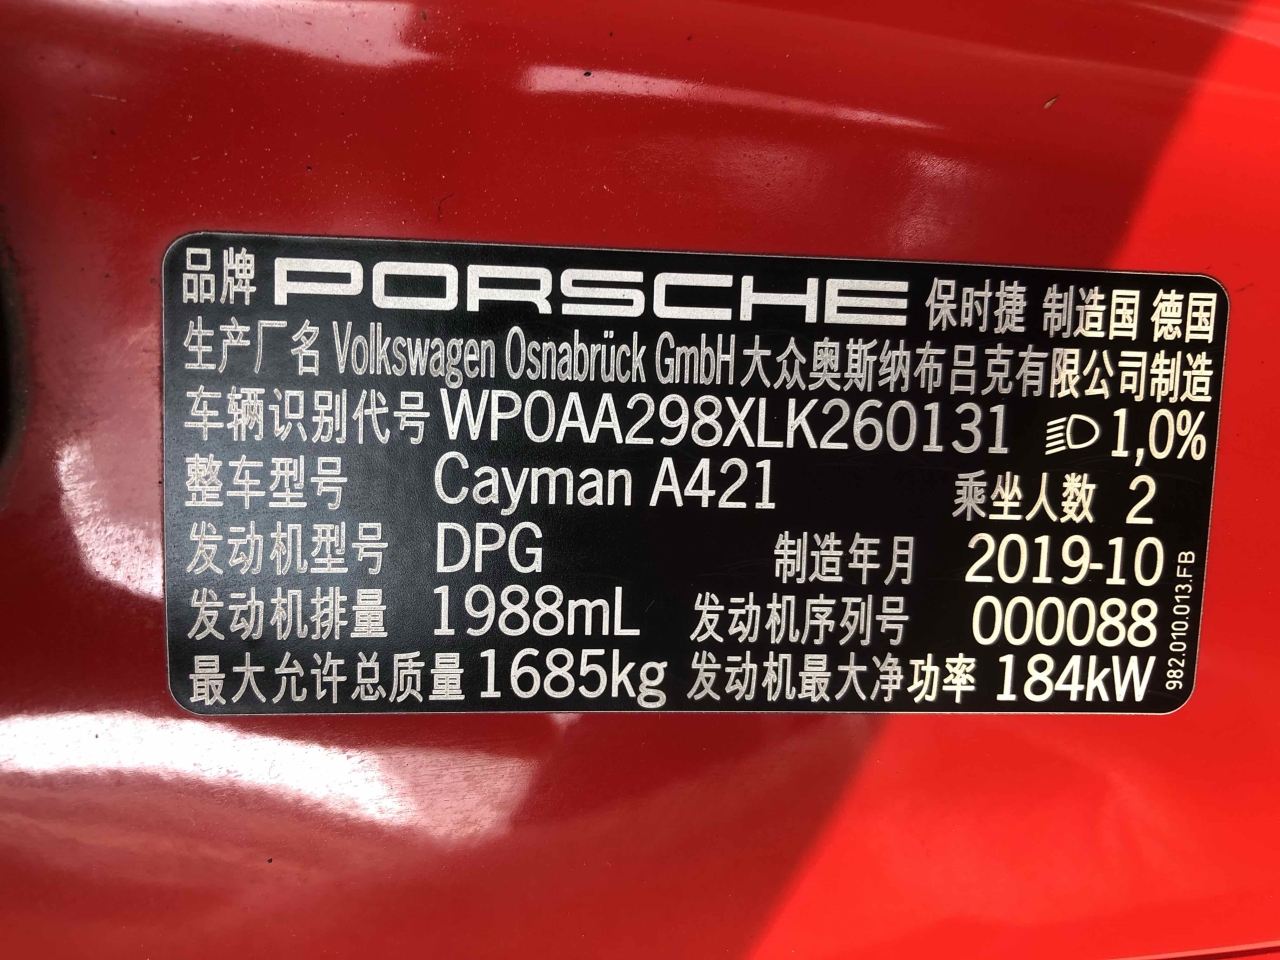 品牌 PORSCHE 保时捷 制造国 德国
生产厂名 Volkswagen Osnabrück GmbH 大众奥斯纳布吕克有限公司制造
车辆识别代号 WP0AA298XLK260131 1,0%
整车型号 Cayman A421 乘坐人数 2
发动机型号 DPG 制造年月 2019-10
发动机排量 1988mL 发动机序列号 000088
最大允许总质量 1685kg 发动机最大净功率 184kW
982.010.013.FB